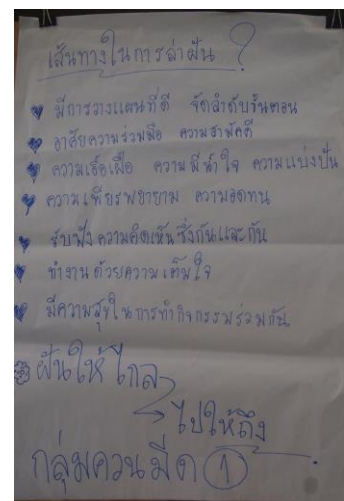 เส้นทางในการล่าฝัน ?
♥ มีการวางแผนที่ดี จัดลำดับขั้นตอน
♥ อาศัยความร่วมมือ ความสามัคคี
♥ ความเอื้อเฟื้อ ความมีน้ำใจ ความแบ่งปัน
♥ ความเพียรพยายาม ความอดทน
♥ รับฟังความคิดเห็นซึ่งกันและกัน
♥ ทำงานด้วยความเต็มใจ
♥ มีความสุขในการทำกิจกรรมร่วมกัน
ฝันให้ไกล
→ ไปให้ถึง
กลุ่มควนมีด 1